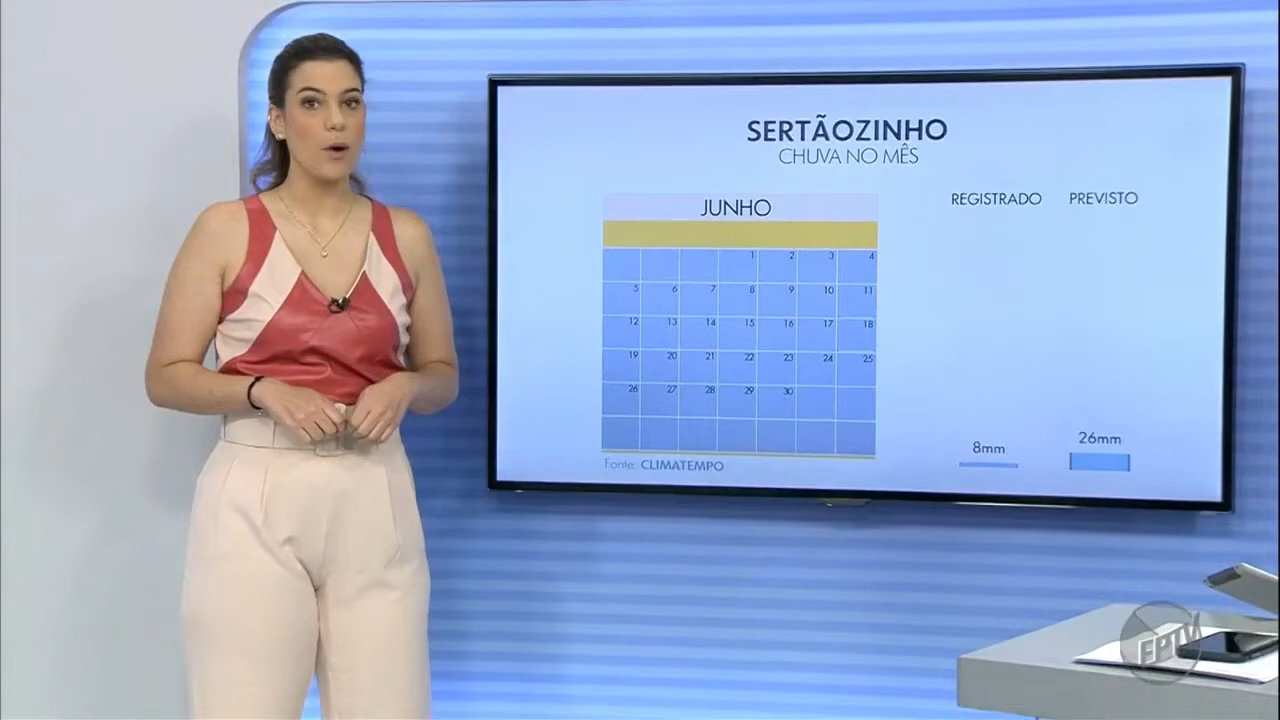 SERTÃOZINHO
CHUVA NO MÊS
JUNHO
REGISTRADO PREVISTO
1 2 3 4
5 6 7 8 9 10 11
12 13 14 15 16 17 18
19 20 21 22 23 24 25
26 27 28 29 30
8mm 26mm
Fonte: CLIMATEMPO
EPTV